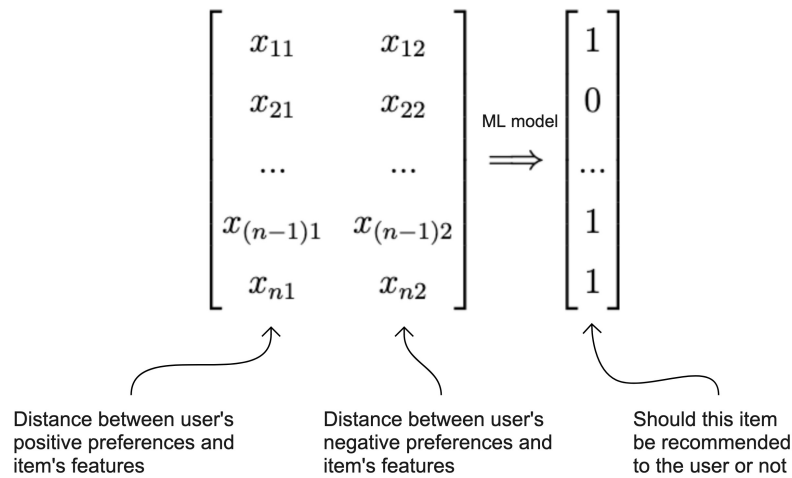 x₁₁ x₁₂ 1
x₂₁ x₂₂ 0
ML model
... ... ⟹ ...
x₍ₙ₋₁₎₁ x₍ₙ₋₁₎₂ 1
xₙ₁ xₙ₂ 1
Distance between user's
positive preferences and
item's features
Distance between user's
negative preferences and
item's features
Should this item
be recommended
to the user or not